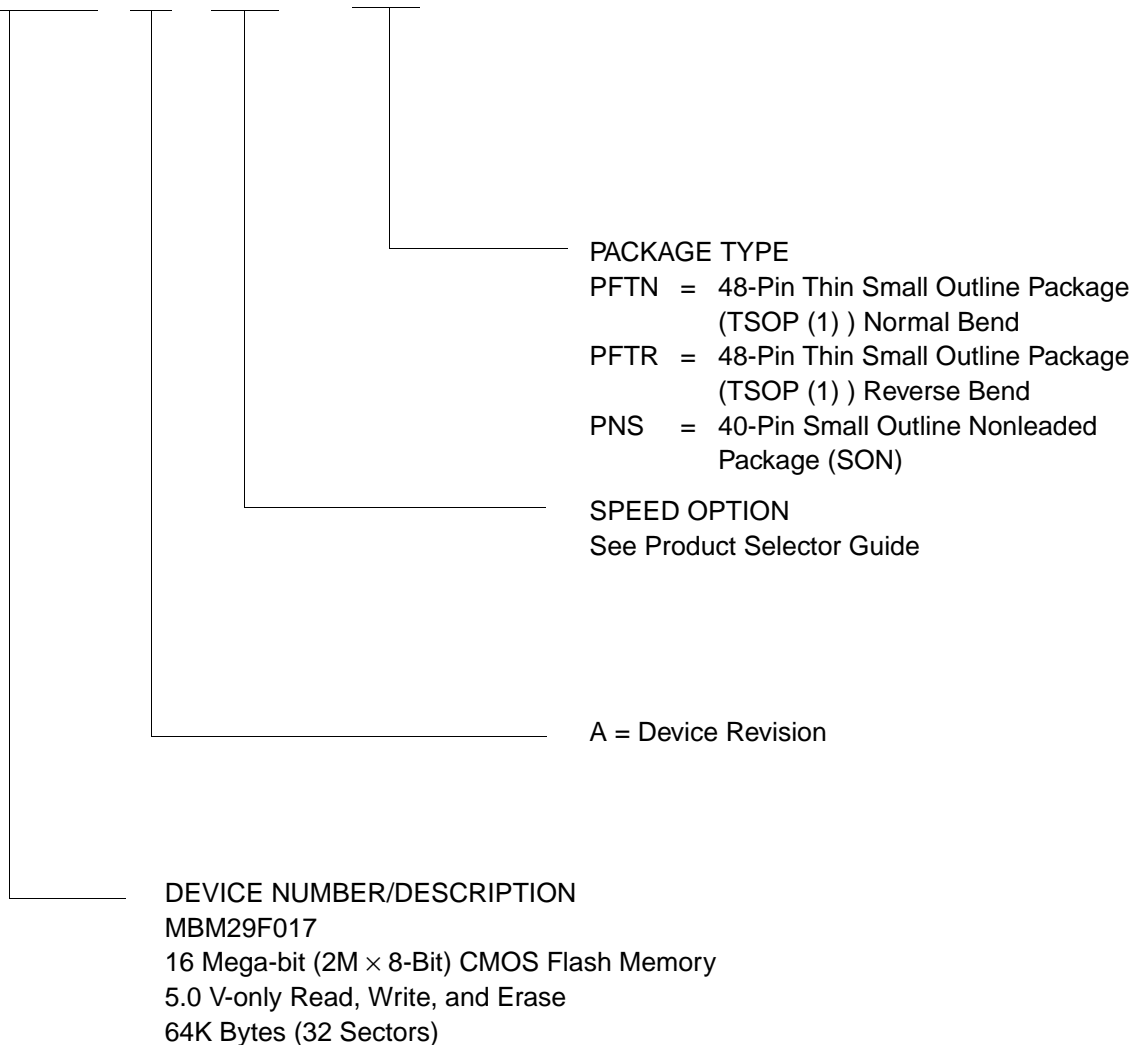 PACKAGE TYPE
PFTN = 48-Pin Thin Small Outline Package
(TSOP (1) ) Normal Bend
PFTR = 48-Pin Thin Small Outline Package
(TSOP (1) ) Reverse Bend
PNS = 40-Pin Small Outline Nonleaded
Package (SON)
SPEED OPTION
See Product Selector Guide
A = Device Revision
DEVICE NUMBER/DESCRIPTION
MBM29F017
16 Mega-bit (2M × 8-Bit) CMOS Flash Memory
5.0 V-only Read, Write, and Erase
64K Bytes (32 Sectors)